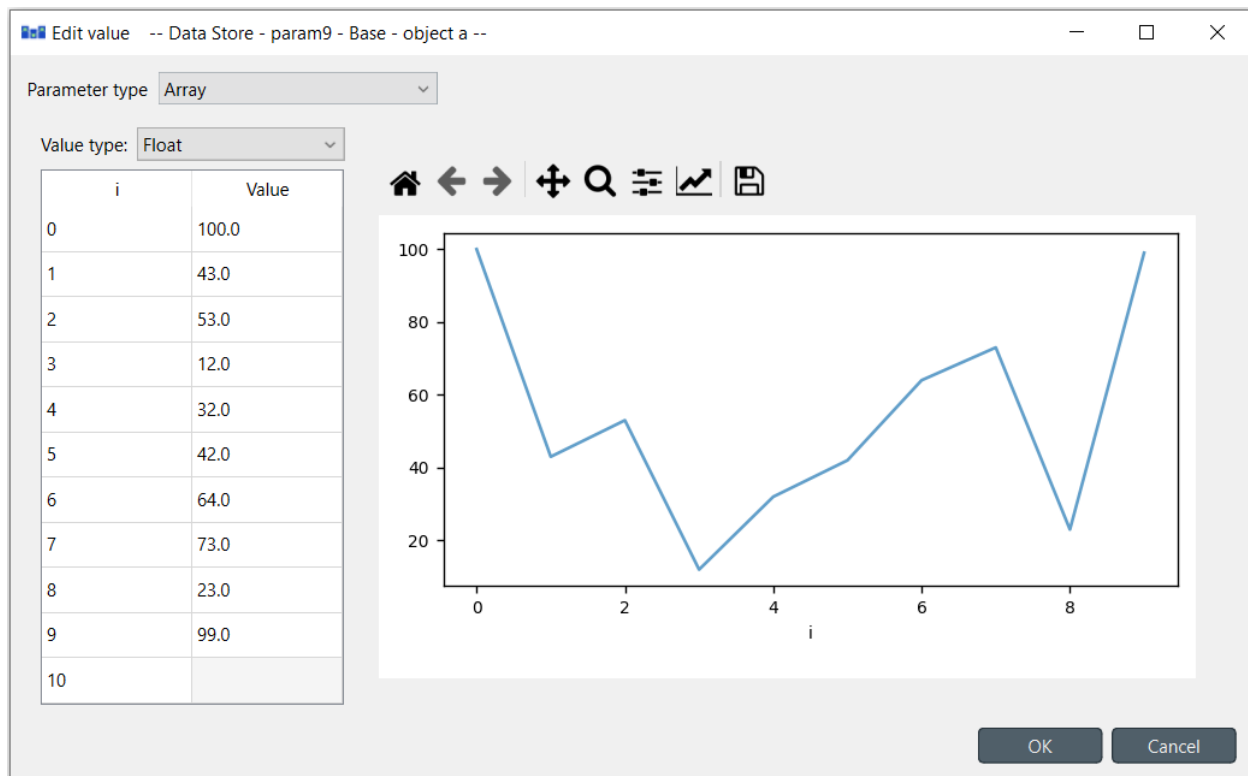 Edit value -- Data Store - param9 - Base - object a --
Parameter type Array
Value type: Float
i Value
0 100.0
1 43.0
2 53.0
3 12.0
4 32.0
5 42.0
6 64.0
7 73.0
8 23.0
9 99.0
10
100
80
60
40
20
0 2 4 6 8
i
OK Cancel